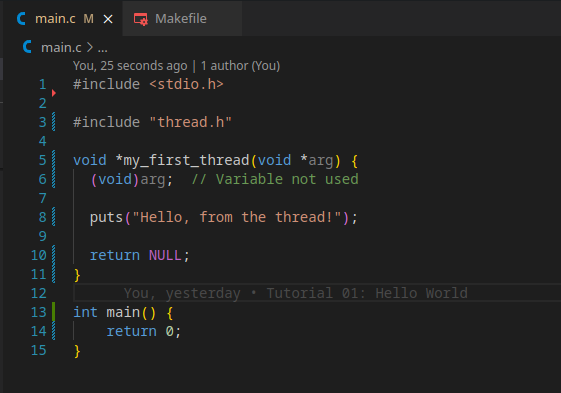 main.c M ×
Makefile
main.c > ...
You, 25 seconds ago | 1 author (You)
1 #include <stdio.h>
2
3 #include "thread.h"
4
5 void *my_first_thread(void *arg) {
6   (void)arg;  // Variable not used
7
8   puts("Hello, from the thread!");
9
10   return NULL;
11 }
12       You, yesterday • Tutorial 01: Hello World
13 int main() {
14     return 0;
15 }